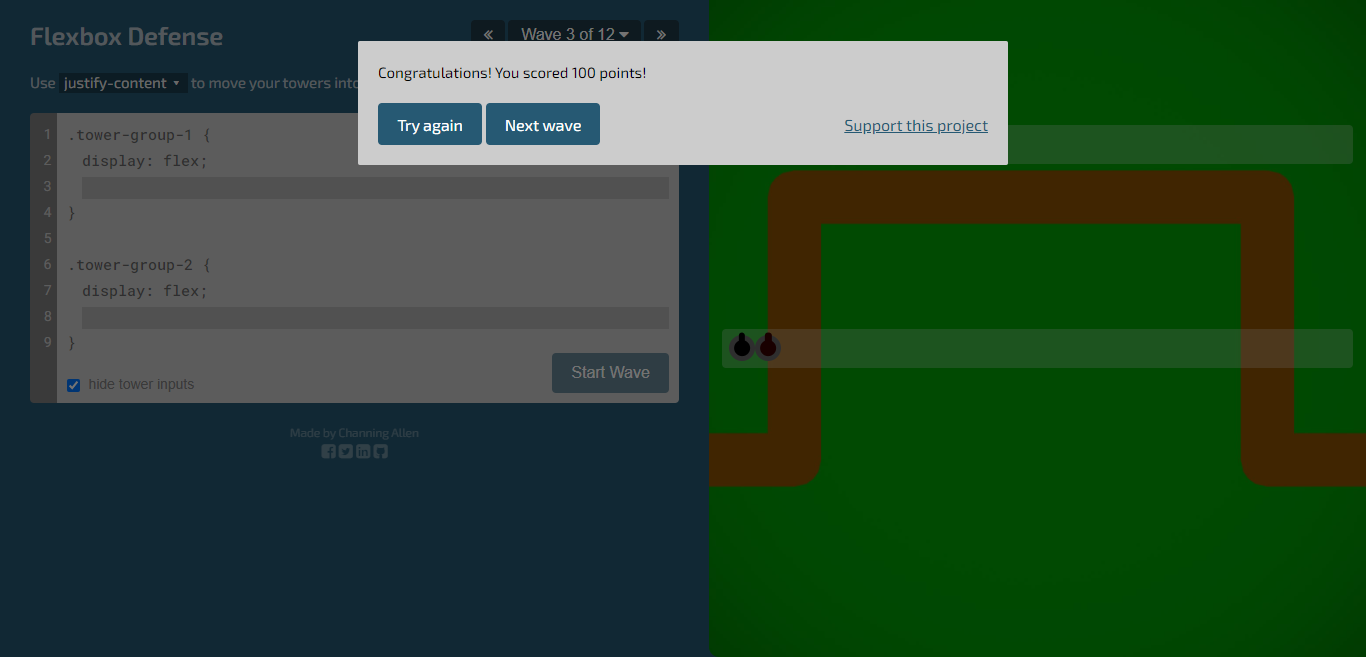 Flexbox Defense
« Wave 3 of 12 »
Congratulations! You scored 100 points!
Use justify-content to move your towers into
Try again Next wave Support this project
1 .tower-group-1 {
2 display: flex;
3
4 }
5
6 .tower-group-2 {
7 display: flex;
8
9 }
hide tower inputs Start Wave
Made by Channing Allen